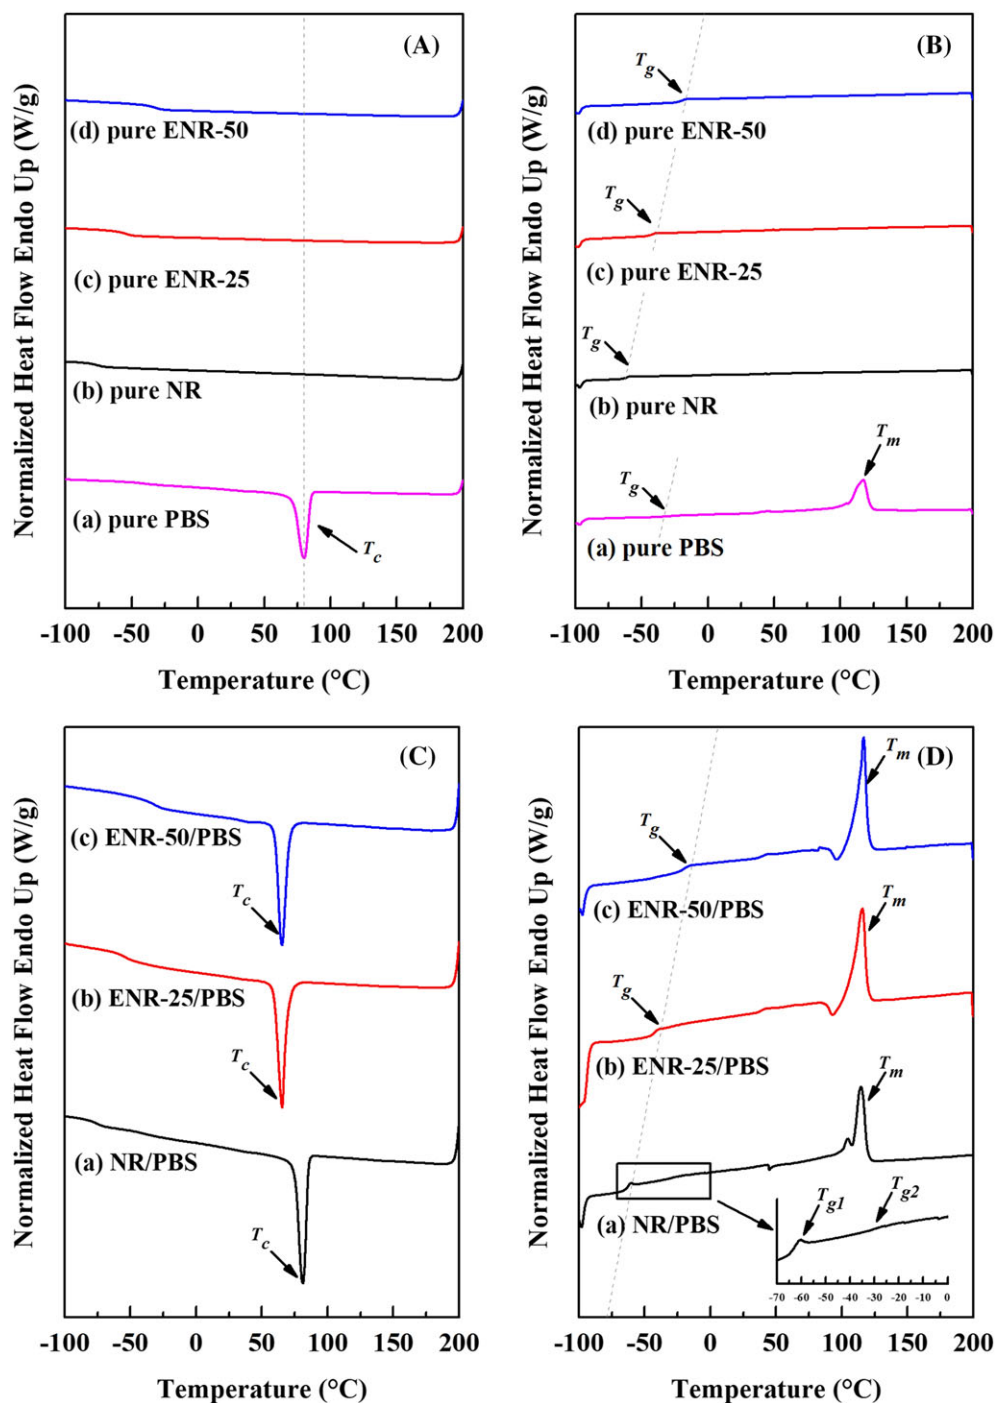 (A)
Normalized Heat Flow Endo Up (W/g)
(d) pure ENR-50
(c) pure ENR-25
(b) pure NR
(a) pure PBS
Tc
-100 -50 0 50 100 150 200
Temperature (°C)
(B)
Normalized Heat Flow Endo Up (W/g)
Tg
(d) pure ENR-50
Tg
(c) pure ENR-25
Tg
(b) pure NR
Tm
Tg
(a) pure PBS
-100 -50 0 50 100 150 200
Temperature (°C)
(C)
Normalized Heat Flow Endo Up (W/g)
(c) ENR-50/PBS
Tc
(b) ENR-25/PBS
Tc
(a) NR/PBS
Tc
-100 -50 0 50 100 150 200
Temperature (°C)
(D)
Normalized Heat Flow Endo Up (W/g)
Tm
Tg
(c) ENR-50/PBS
Tm
Tg
(b) ENR-25/PBS
Tm
(a) NR/PBS
Tg1
Tg2
-70 -60 -50 -40 -30 -20 -10 0
-100 -50 0 50 100 150 200
Temperature (°C)